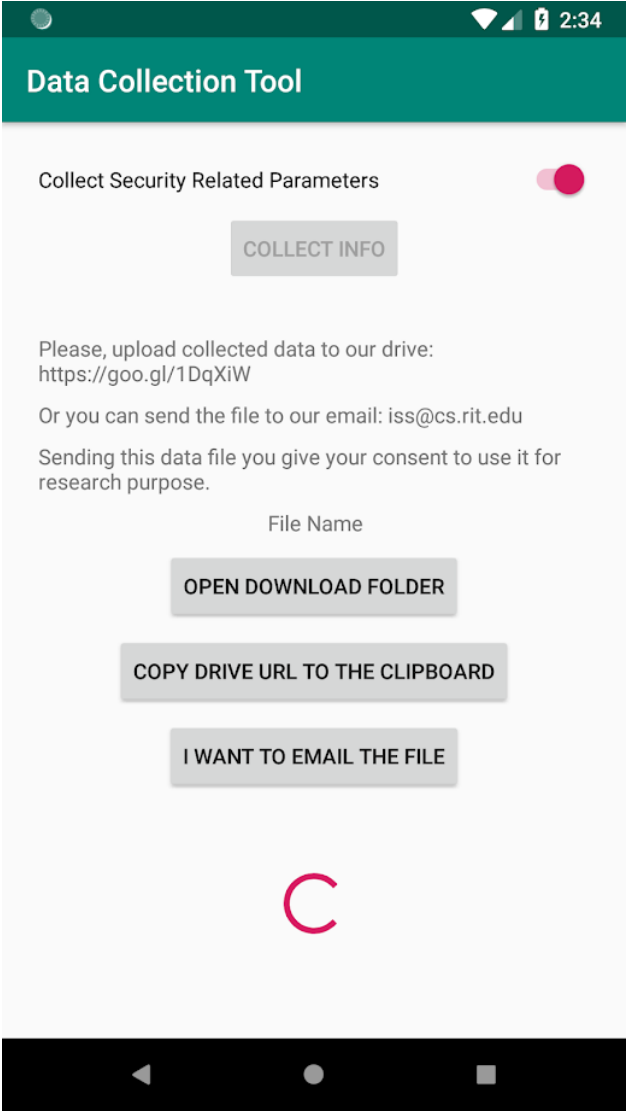 2:34
Data Collection Tool
Collect Security Related Parameters
COLLECT INFO
Please, upload collected data to our drive:
https://goo.gl/1DqXiW
Or you can send the file to our email: iss@cs.rit.edu
Sending this data file you give your consent to use it for
research purpose.
File Name
OPEN DOWNLOAD FOLDER
COPY DRIVE URL TO THE CLIPBOARD
I WANT TO EMAIL THE FILE